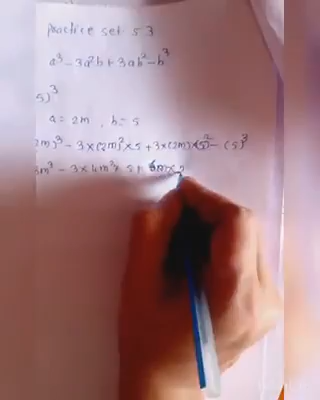 Practice set 5 3
a³ - 3a²b + 3ab² - b³
5)³
a = 2m , b = 5
2m)³ - 3×(2m)²×5 + 3×(2m)×(5)² - (5)³
m³ - 3×4m²× 5 +